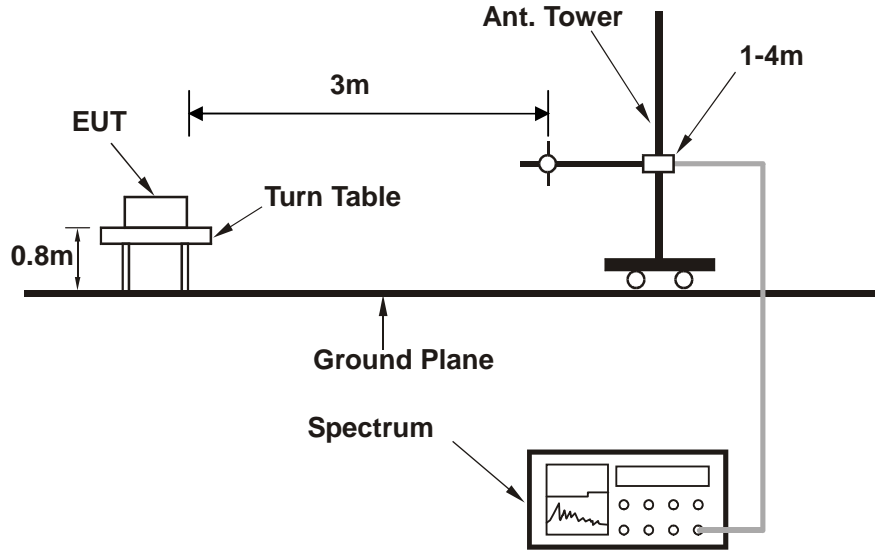 Ant. Tower
1-4m
3m
EUT
Turn Table
0.8m
Ground Plane
Spectrum